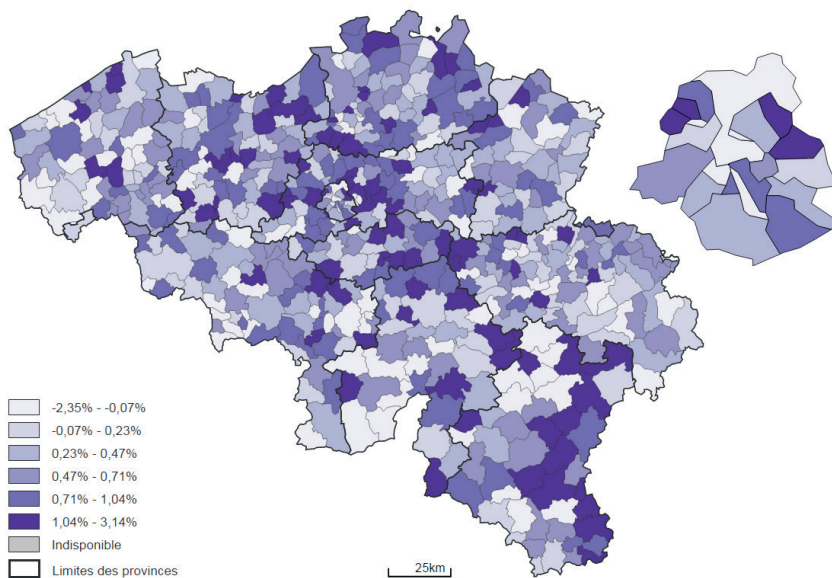 -2,35% - -0,07%
-0,07% - 0,23%
0,23% - 0,47%
0,47% - 0,71%
0,71% - 1,04%
1,04% - 3,14%
Indisponible
Limites des provinces
25km